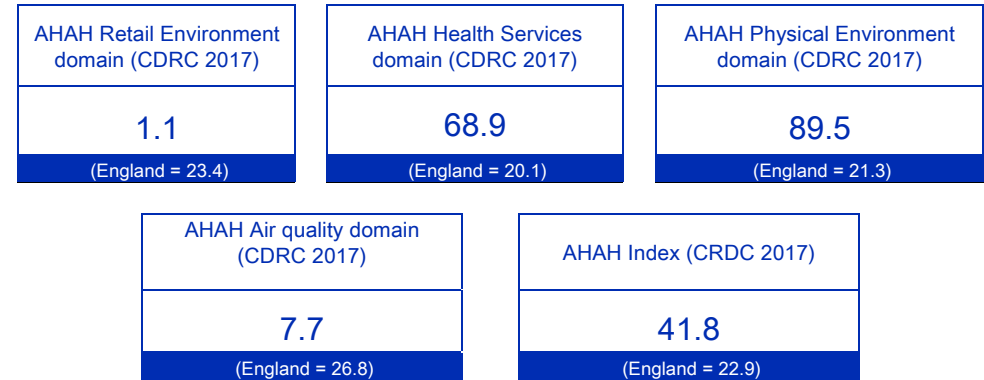 AHAH Retail Environment
domain (CDRC 2017)
1.1
(England = 23.4)
AHAH Health Services
domain (CDRC 2017)
68.9
(England = 20.1)
AHAH Physical Environment
domain (CDRC 2017)
89.5
(England = 21.3)
AHAH Air quality domain
(CDRC 2017)
7.7
(England = 26.8)
AHAH Index (CRDC 2017)
41.8
(England = 22.9)